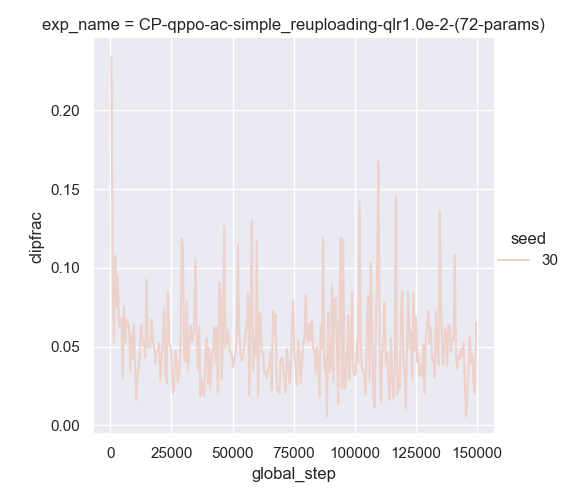 exp_name = CP-qppo-ac-simple_reuploading-qlr1.0e-2-(72-params)
0.20
0.15
0.10
0.05
0.00
clipfrac
0 25000 50000 75000 100000 125000 150000
global_step
seed
30